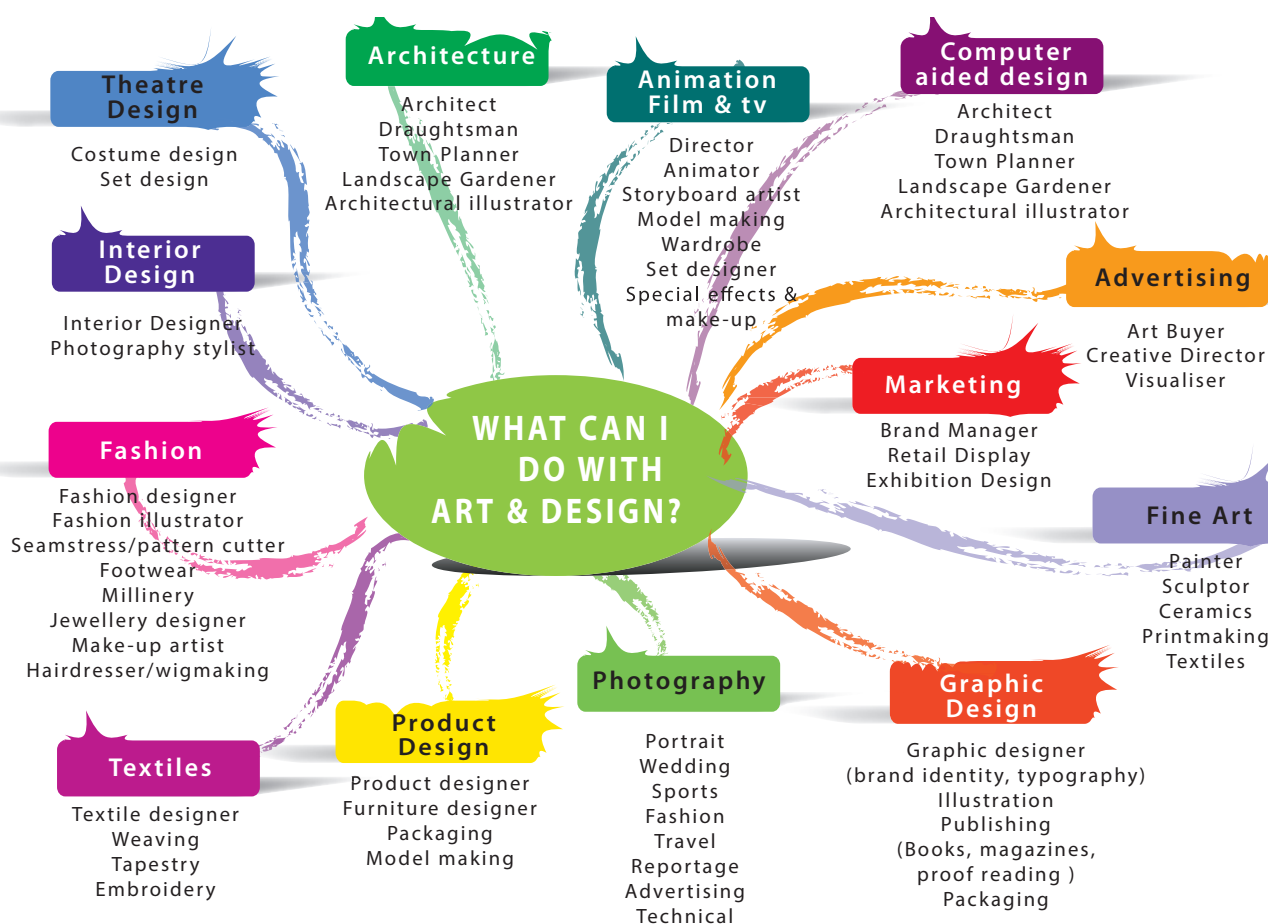 WHAT CAN I
DO WITH
ART & DESIGN?
Theatre
Design
Costume design
Set design
Architecture
Architect
Draughtsman
Town Planner
Landscape Gardener
Architectural illustrator
Animation
Film & tv
Director
Animator
Storyboard artist
Model making
Wardrobe
Set designer
Special effects &
make-up
Computer
aided design
Architect
Draughtsman
Town Planner
Landscape Gardener
Architectural illustrator
Interior
Design
Interior Designer
Photography stylist
Advertising
Art Buyer
Creative Director
Visualiser
Marketing
Brand Manager
Retail Display
Exhibition Design
Fashion
Fashion designer
Fashion illustrator
Seamstress/pattern cutter
Footwear
Millinery
Jewellery designer
Make-up artist
Hairdresser/wigmaking
Fine Art
Painter
Sculptor
Ceramics
Printmaking
Textiles
Textiles
Textile designer
Weaving
Tapestry
Embroidery
Product
Design
Product designer
Furniture designer
Packaging
Model making
Photography
Portrait
Wedding
Sports
Fashion
Travel
Reportage
Advertising
Technical
Graphic
Design
Graphic designer
(brand identity, typography)
Illustration
Publishing
(Books, magazines,
proof reading )
Packaging